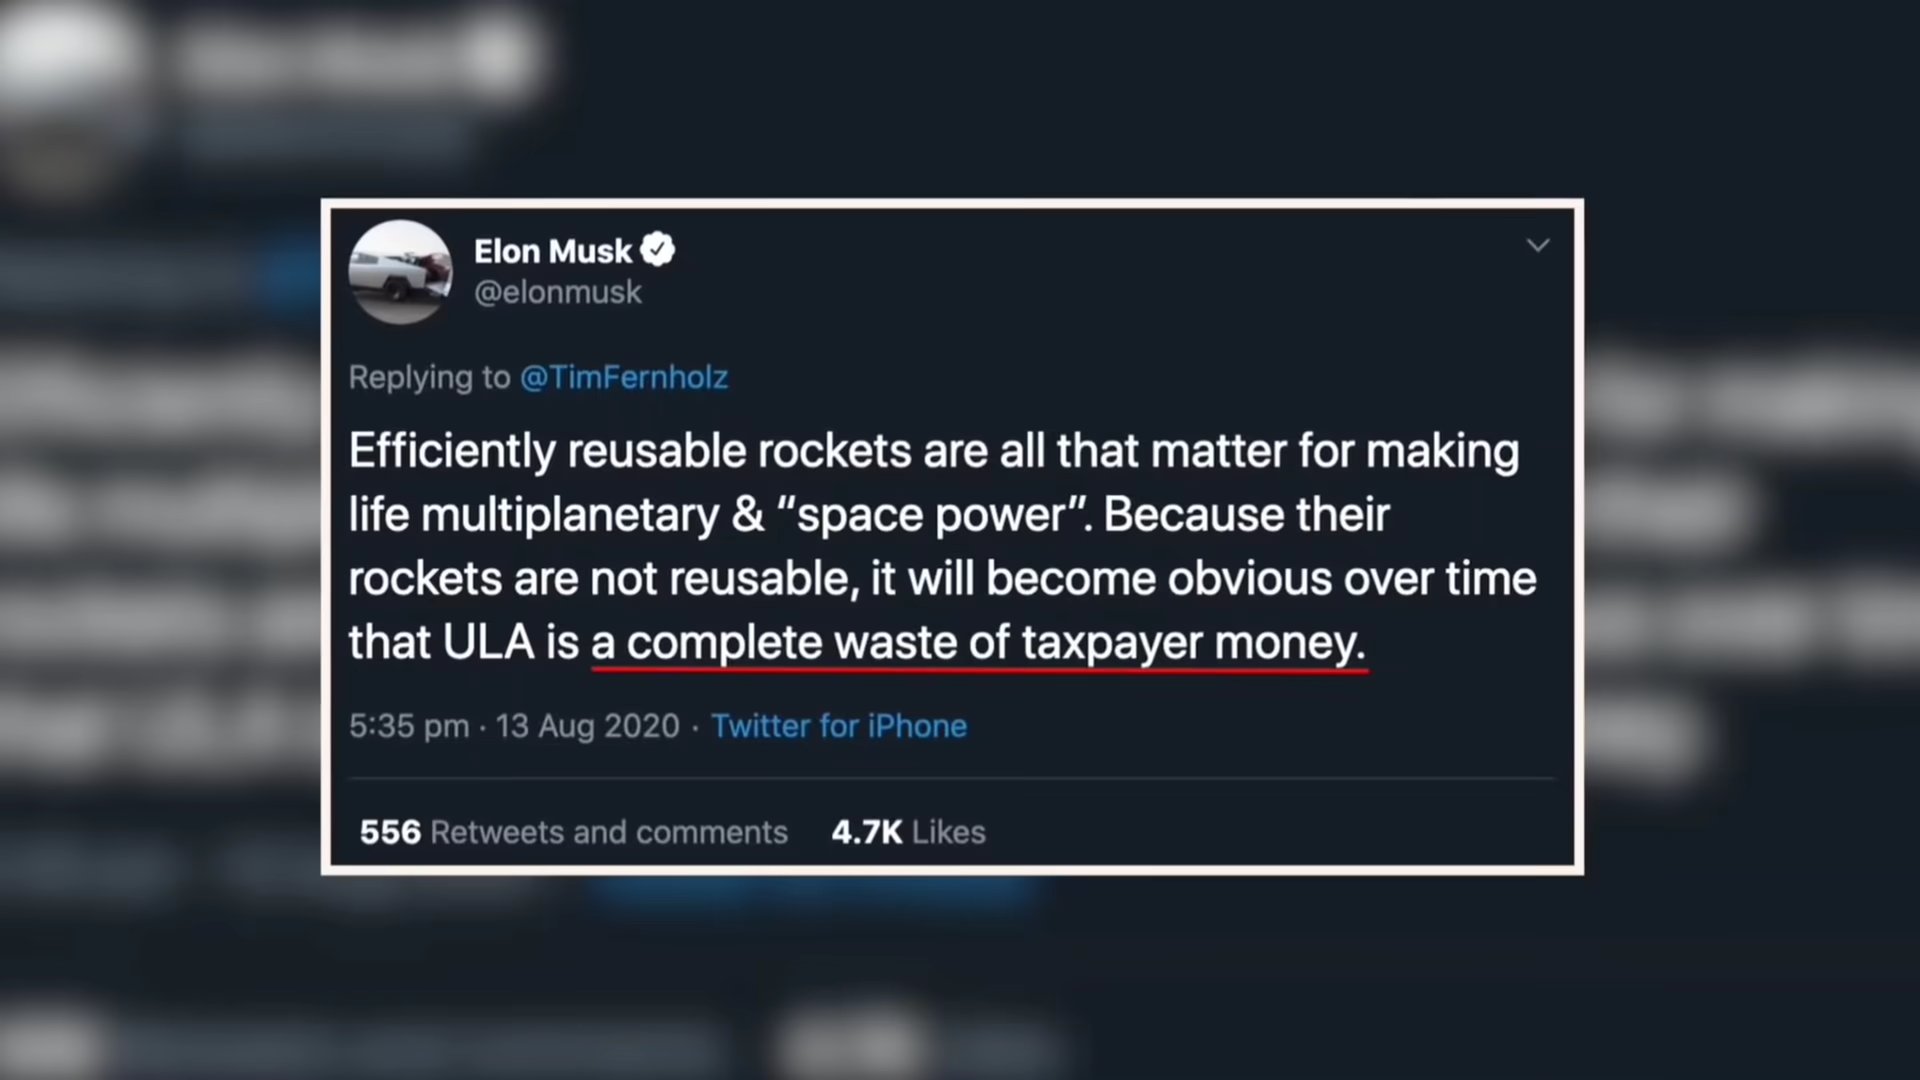 Elon Musk
@elonmusk
Replying to @TimFernholz
Efficiently reusable rockets are all that matter for making
life multiplanetary & “space power”. Because their
rockets are not reusable, it will become obvious over time
that ULA is a complete waste of taxpayer money.
5:35 pm · 13 Aug 2020 · Twitter for iPhone
556 Retweets and comments 4.7K Likes